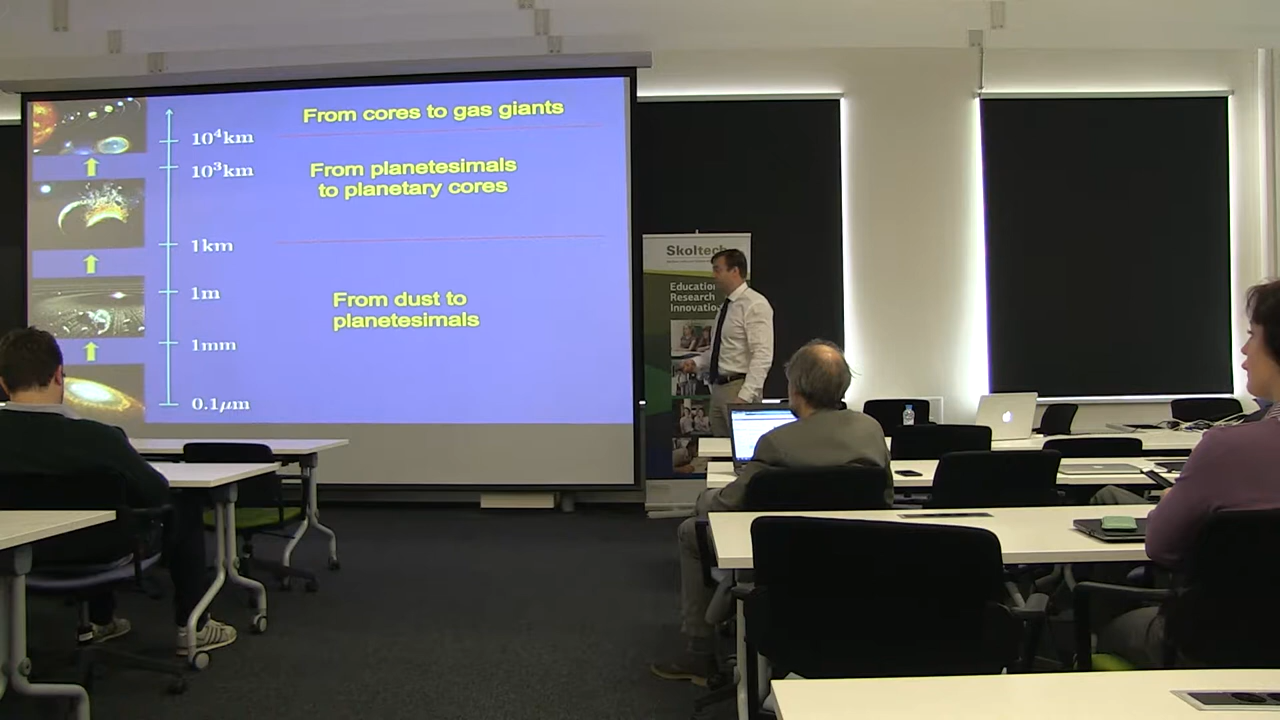 From cores to gas giants
10⁴km
10³km
From planetesimals
to planetary cores
1km
1m
From dust to
planetesimals
1mm
0.1μm
Skoltech
Education
Research
Innovation